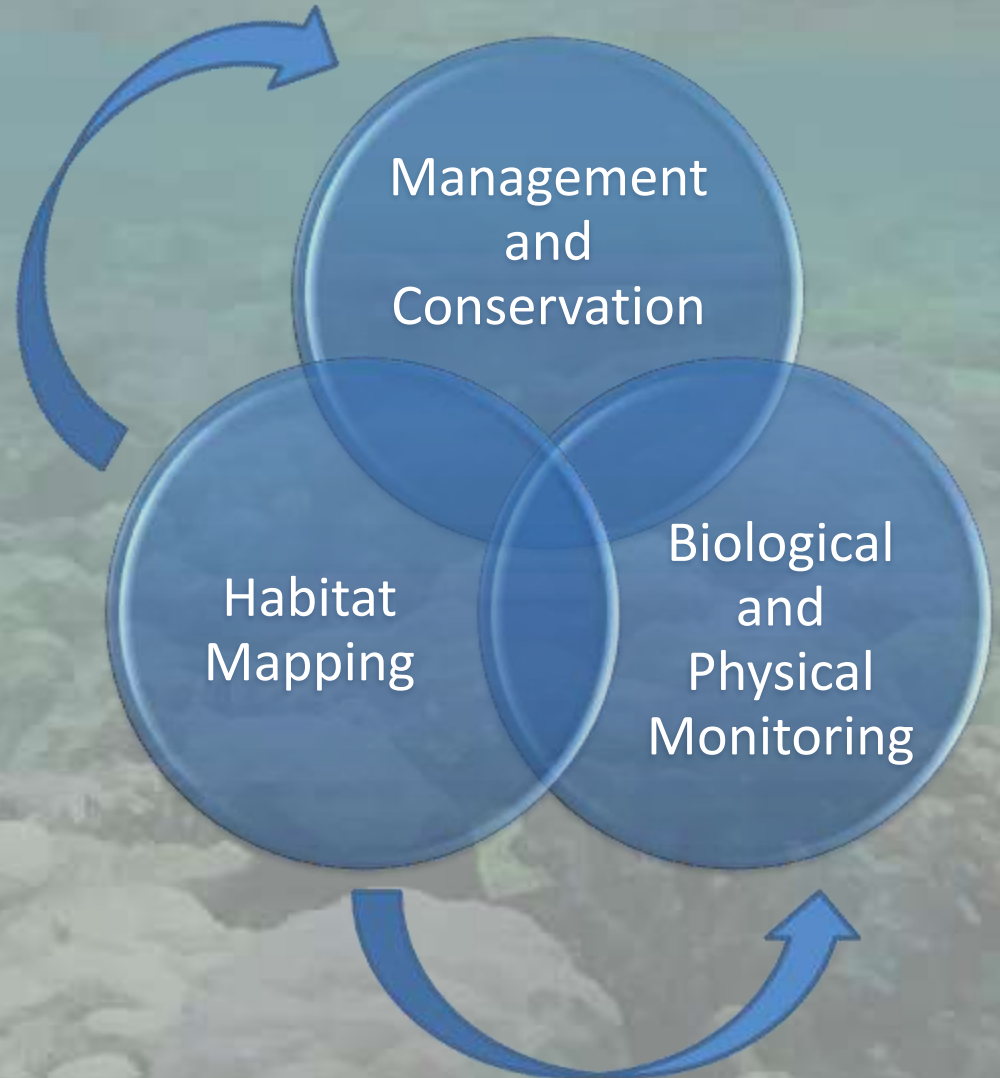 Management
and
Conservation
Habitat
Mapping
Biological
and
Physical
Monitoring